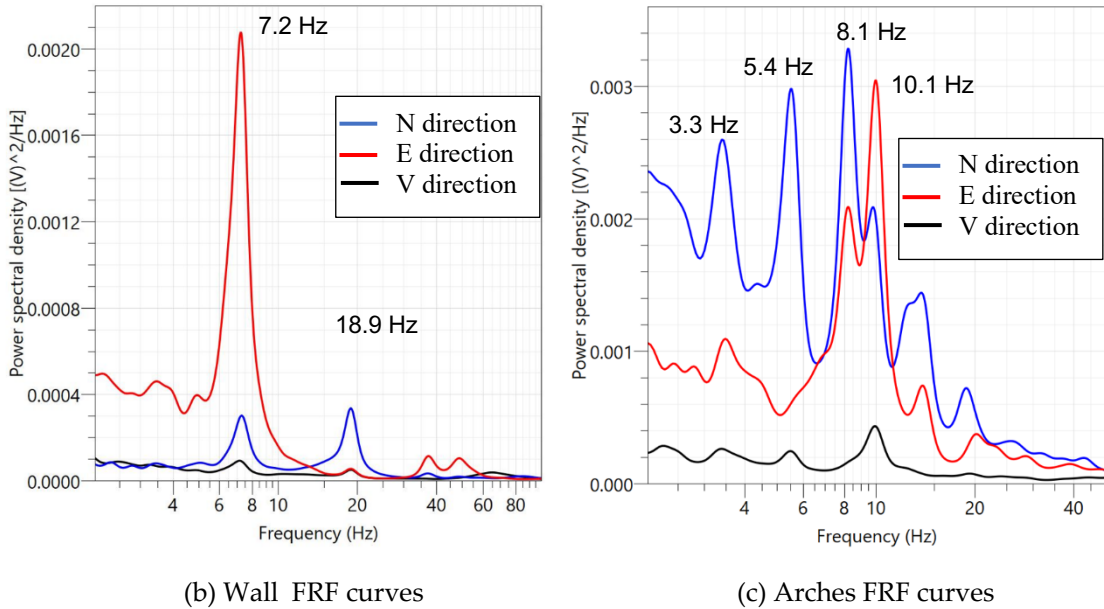 7.2 Hz
0.0020
0.0016
0.0012
0.0008
0.0004
0.0000
Power spectral density [(V)^2/Hz]
N direction
E direction
V direction
18.9 Hz
4 6 8 10 20 40 60 80
Frequency (Hz)
(b) Wall FRF curves
8.1 Hz
5.4 Hz
10.1 Hz
3.3 Hz
0.003
0.002
0.001
0.000
Power spectral density [(V)^2/Hz]
N direction
E direction
V direction
4 6 8 10 20 40
Frequency (Hz)
(c) Arches FRF curves